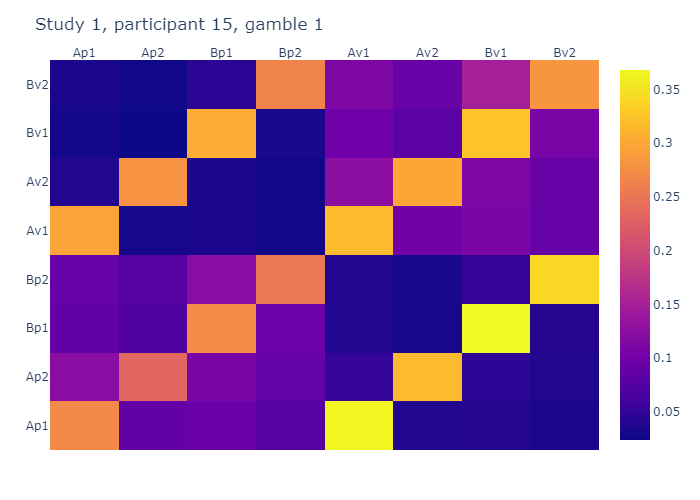 Study 1, participant 15, gamble 1
Ap1 Ap2 Bp1 Bp2 Av1 Av2 Bv1 Bv2
Bv2
Bv1
Av2
Av1
Bp2
Bp1
Ap2
Ap1
0.35
0.3
0.25
0.2
0.15
0.1
0.05